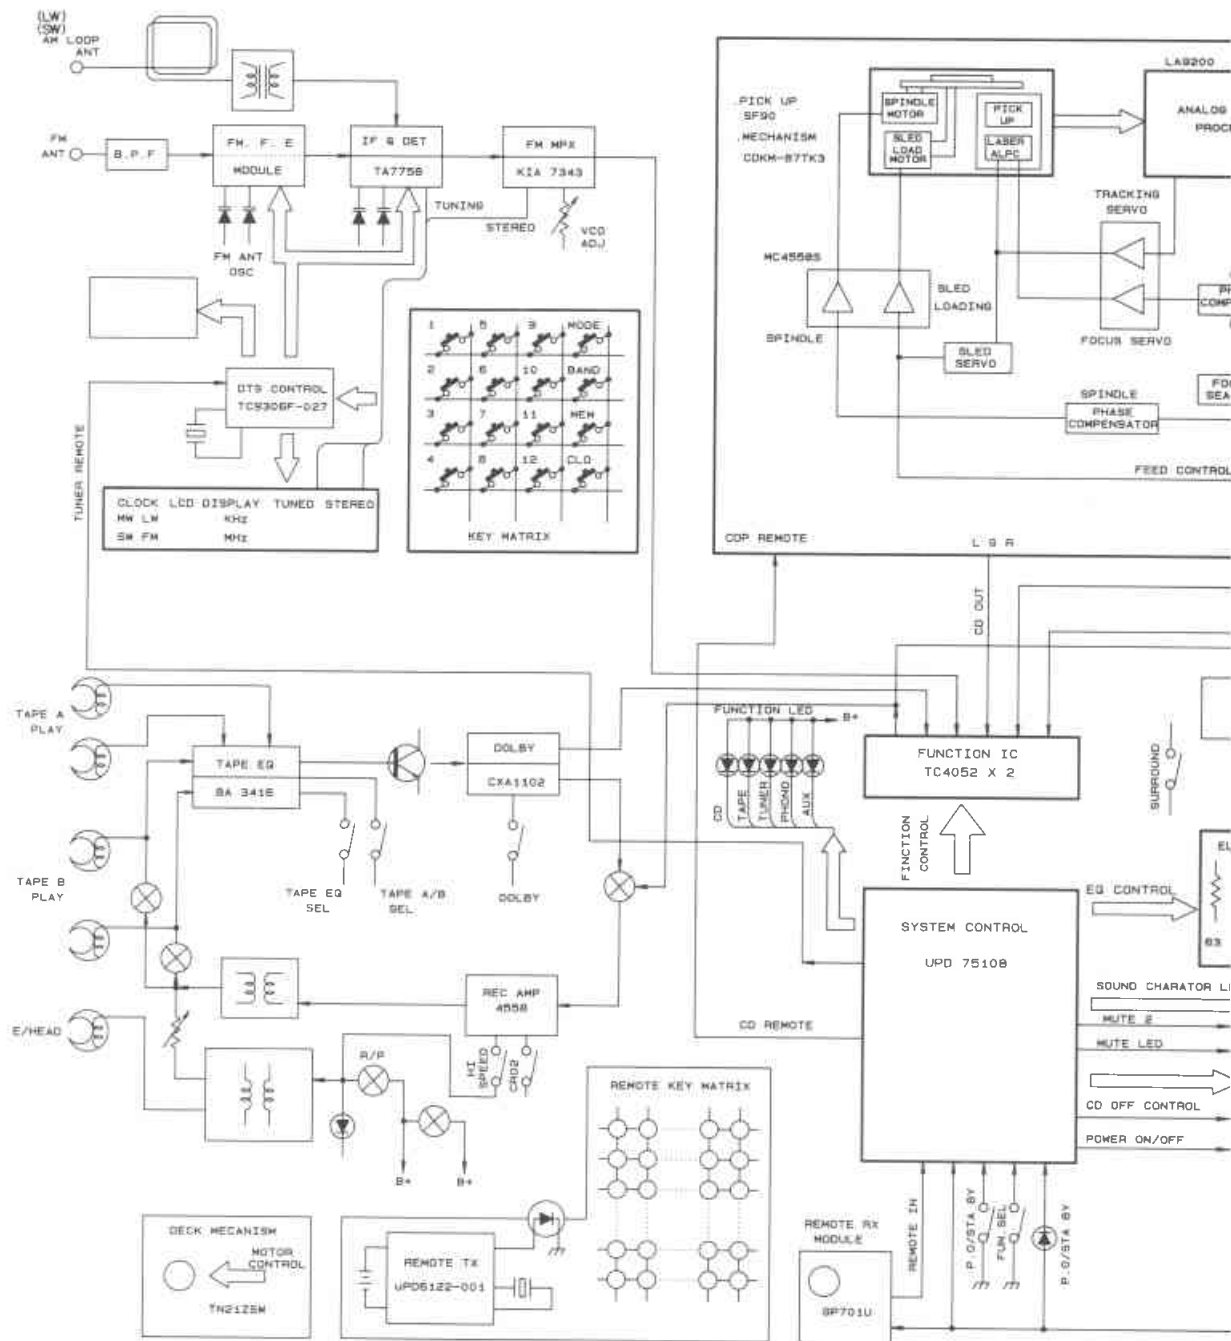 (LW)
(SW)
AM LOOP
ANT
FM
ANT
B.P.F
FM. F. E
MODULE
IF & DET
TA7758
FM MPX
KIA 7343
TUNING
STEREO
VCO
ADJ
FM ANT
OSC
DTS CONTROL
TC9306F-027
TUNER REMOTE
CLOCK LCD DISPLAY TUNED STEREO
MW LW KHz
SW FM MHz
1 5 9 MODE
2 6 10 BAND
3 7 11 MEM
4 8 12 CLO
KEY MATRIX
.PICK UP
SF90
.MECHANISM
CDKM-87TK3
SPINDLE
MOTOR
SLED
LOAD
MOTOR
PICK
UP
LASER
ALPC
LA9200
ANALOG
TRACKING
SERVO
MC4558S
SLED
LOADING
SPINDLE
SLED
SERVO
FOCUS SERVO
SPINDLE
PHASE
COMPENSATOR
FEED CONTROL
CDP REMOTE
L & R
CD OUT
TAPE A
PLAY
TAPE EQ
BA 3416
DOLBY
CXA1102
FUNCTION LED
B+
CD
TAPE
TUNER
PHONO
AUX
FUNCTION IC
TC4052 X 2
SURROUND
FINCTION
CONTROL
TAPE B
PLAY
TAPE EQ
SEL
TAPE A/B
SEL
DOLBY
SYSTEM CONTROL
UPD 75108
EQ CONTROL
63
REC AMP
4558
E/HEAD
R/P
HI
SPEED
CRO2
CD REMOTE
SOUND CHARATOR
MUTE 2
MUTE LED
CD OFF CONTROL
POWER ON/OFF
B+
B+
REMOTE KEY MATRIX
DECK MECANISM
MOTOR
CONTROL
TN21ZSW
REMOTE TX
UPD6122-001
REMOTE RX
MODULE
REMOTE IN
P.O/STA BY
FUN.SEL
P.O/STA BY
SP701U